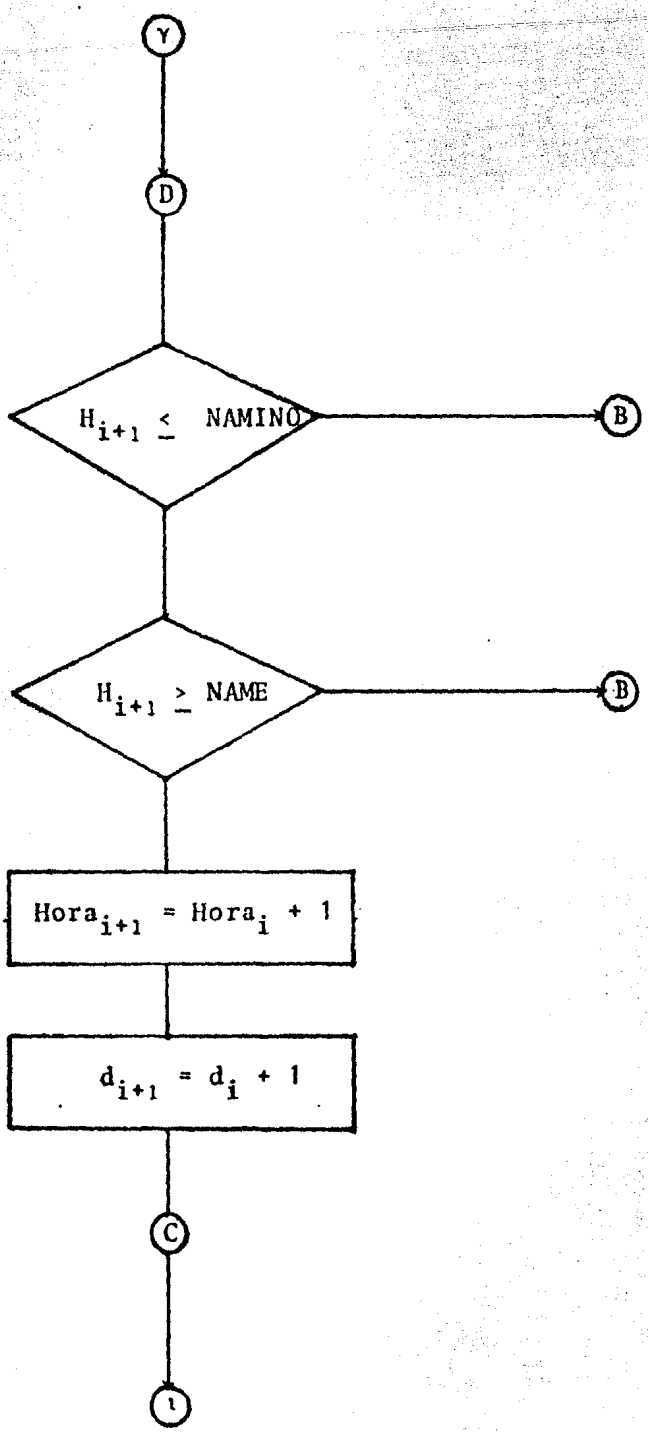 γ
D
H_{i+1} ≤ NAMINO
B
H_{i+1} ≥ NAME
B
Hora_{i+1} = Hora_i + 1
d_{i+1} = d_i + 1
C
ι